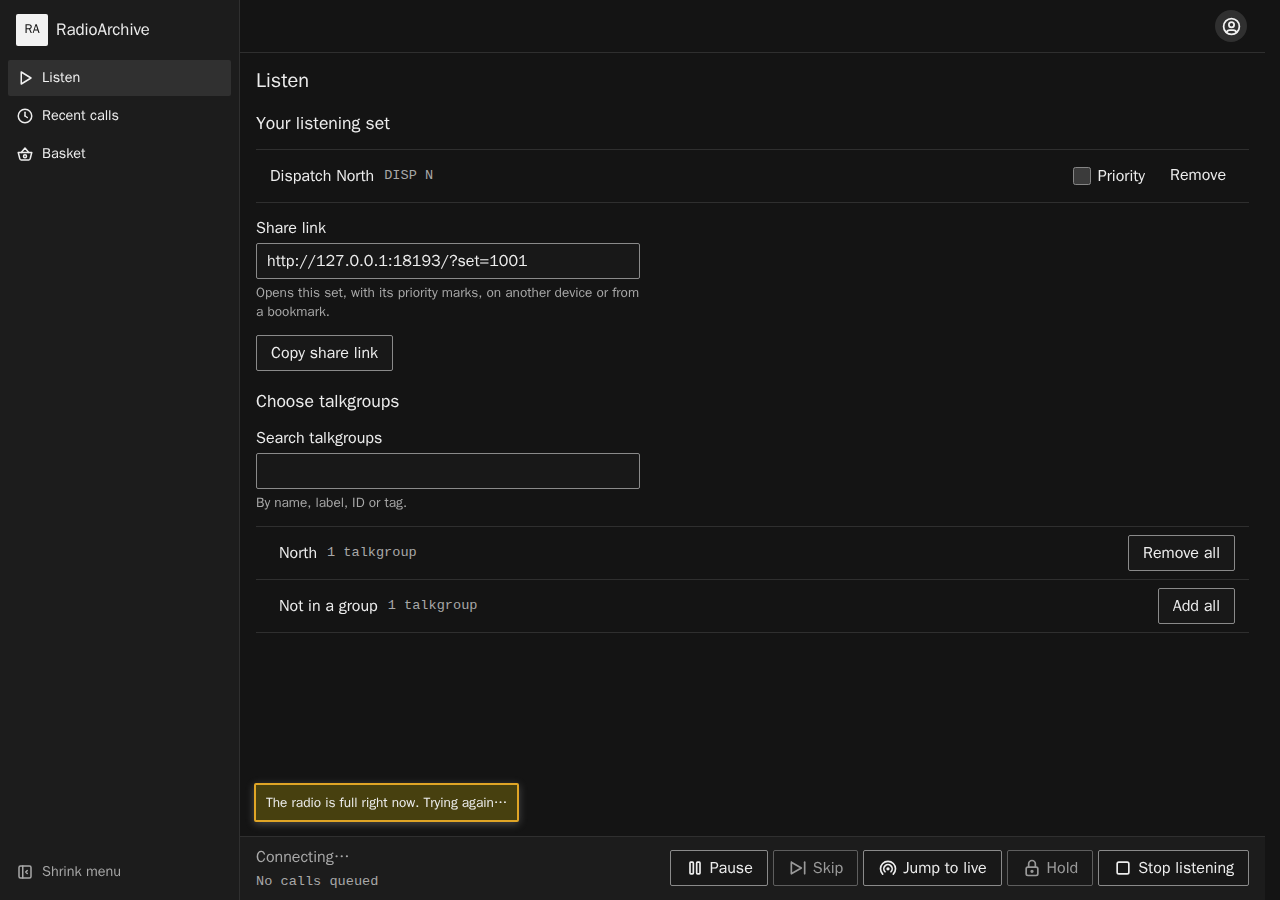 RA RadioArchive
Listen
Recent calls
Basket
Shrink menu
Listen
Your listening set
Dispatch North DISP N Priority Remove
Share link
http://127.0.0.1:18193/?set=1001
Opens this set, with its priority marks, on another device or from
a bookmark.
Copy share link
Choose talkgroups
Search talkgroups
By name, label, ID or tag.
North 1 talkgroup Remove all
Not in a group 1 talkgroup Add all
The radio is full right now. Trying again…
Connecting…
No calls queued
Pause Skip Jump to live Hold Stop listening